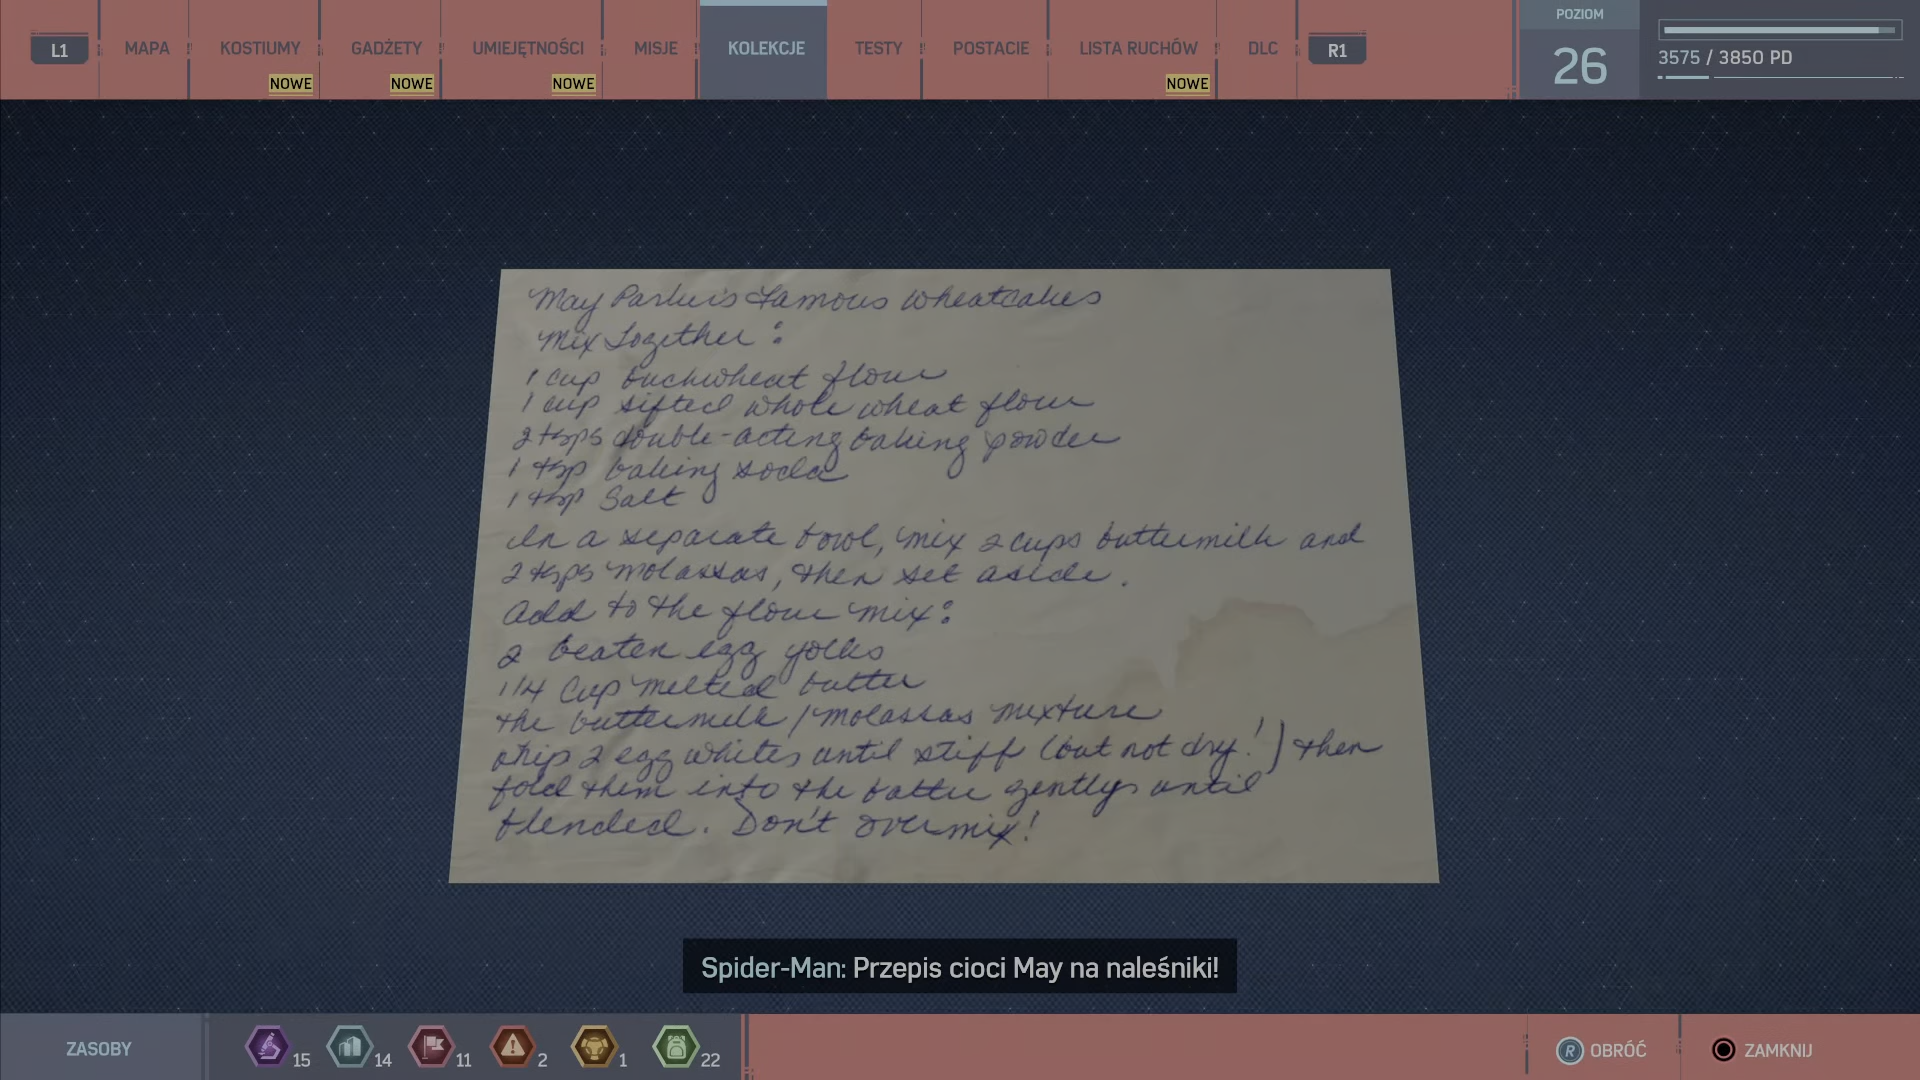 L1
MAPA
KOSTIUMY
NOWE
GADŻETY
NOWE
UMIEJĘTNOŚCI
NOWE
MISJE
KOLEKCJE
TESTY
POSTACIE
LISTA RUCHÓW
NOWE
DLC
R1
POZIOM
26
3575 / 3850 PD
May Parker's Famous Wheatcakes
Mix Together:
1 cup buckwheat flour
1 cup sifted whole wheat flour
2 tsps double-acting baking powder
1 tsp baking soda
1 tsp Salt
In a separate bowl, mix 2 cups buttermilk and
2 tsps molassas, then set aside.
Add to the flour mix:
2 beaten egg yolks
1/4 cup melted butter
the buttermilk/molassas mixture
whip 2 egg whites until stiff (but not dry!) then
fold them into the batter gently until
blended. Don't overmix!
Spider-Man: Przepis cioci May na naleśniki!
ZASOBY
15
14
11
2
1
22
R OBRÓĆ
ZAMKNIJ